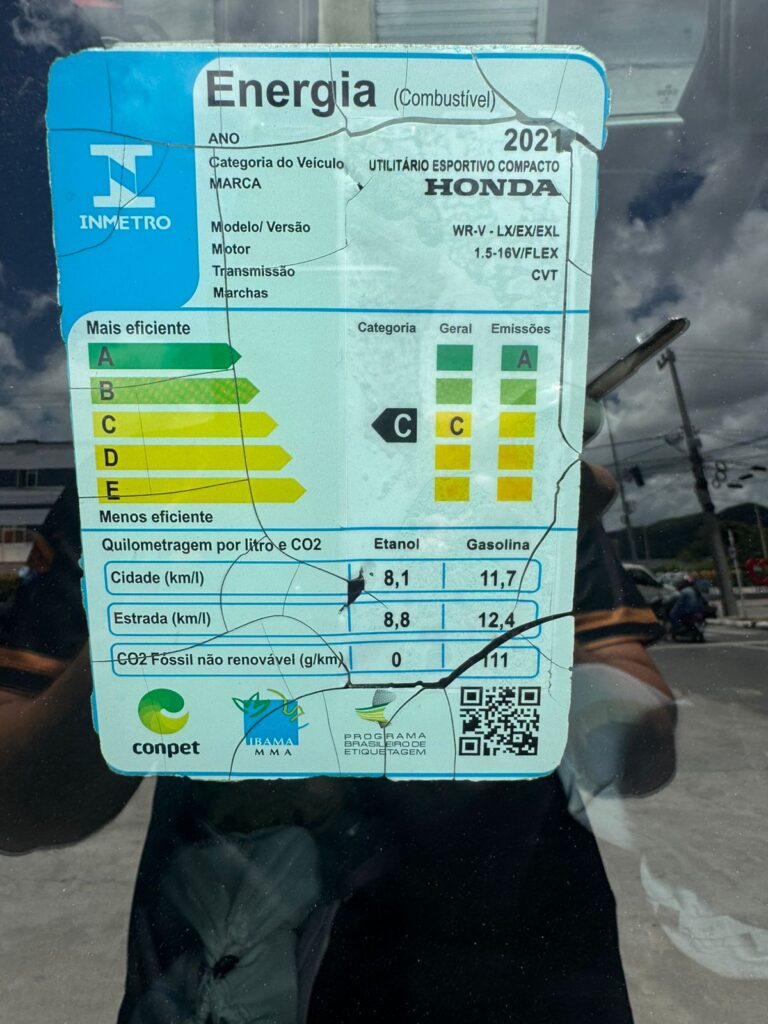 Energia (Combustível)
INMETRO
ANO 2021
Categoria do Veículo UTILITÁRIO ESPORTIVO COMPACTO
MARCA HONDA
Modelo/ Versão WR-V - LX/EX/EXL
Motor 1.5-16V/FLEX
Transmissão CVT
Marchas
Mais eficiente Categoria Geral Emissões
A A
B
C C C
D
E
Menos eficiente
Quilometragem por litro e CO2 Etanol Gasolina
Cidade (km/l) 8,1 11,7
Estrada (km/l) 8,8 12,4
CO2 Fóssil não renovável (g/km) 0 111
conpet
IBAMA
MMA
PROGRAMA
BRASILEIRO DE
ETIQUETAGEM